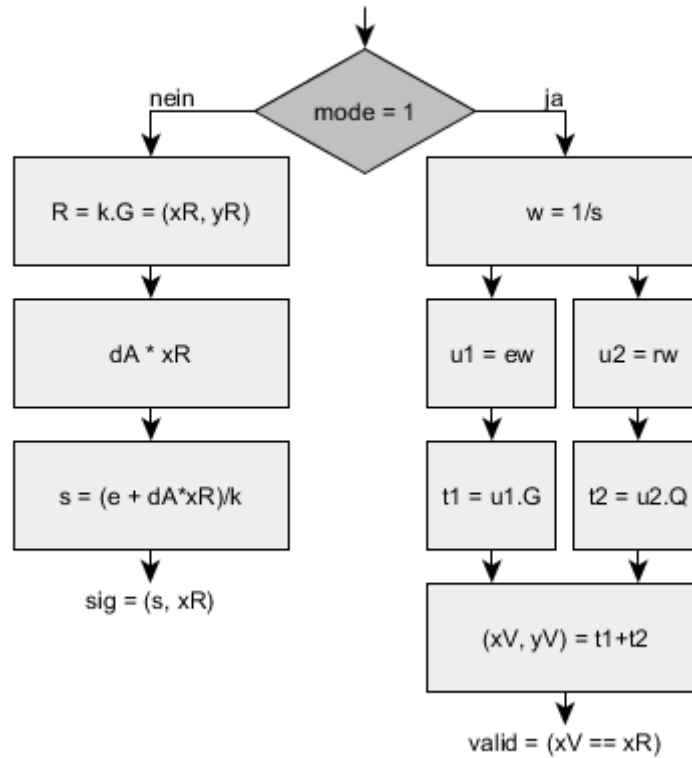 mode = 1
nein
ja
R = k.G = (xR, yR)
dA * xR
s = (e + dA*xR)/k
sig = (s, xR)
w = 1/s
u1 = ew
u2 = rw
t1 = u1.G
t2 = u2.Q
(xV, yV) = t1+t2
valid = (xV == xR)